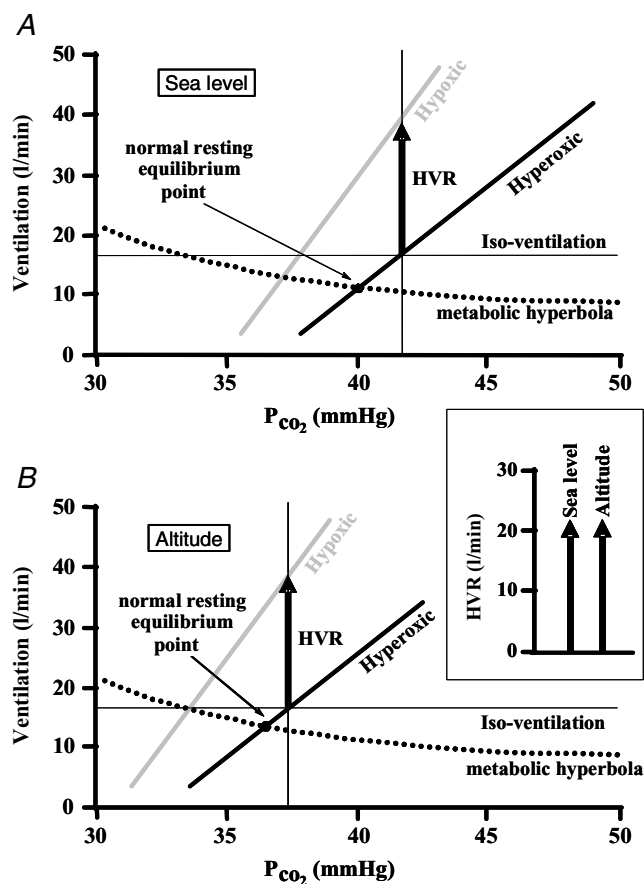 A
Sea level
50
40
30
20
10
0
Ventilation (l/min)
normal resting
equilibrium
point
Hypoxic
HVR
Hyperoxic
Iso-ventilation
metabolic hyperbola
30
35
40
45
50
PCO2 (mmHg)
B
Altitude
50
40
30
20
10
0
Ventilation (l/min)
normal resting
equilibrium
point
Hypoxic
HVR
Hyperoxic
Iso-ventilation
metabolic hyperbola
30
35
40
45
50
PCO2 (mmHg)
30
20
10
0
HVR (l/min)
Sea level
Altitude